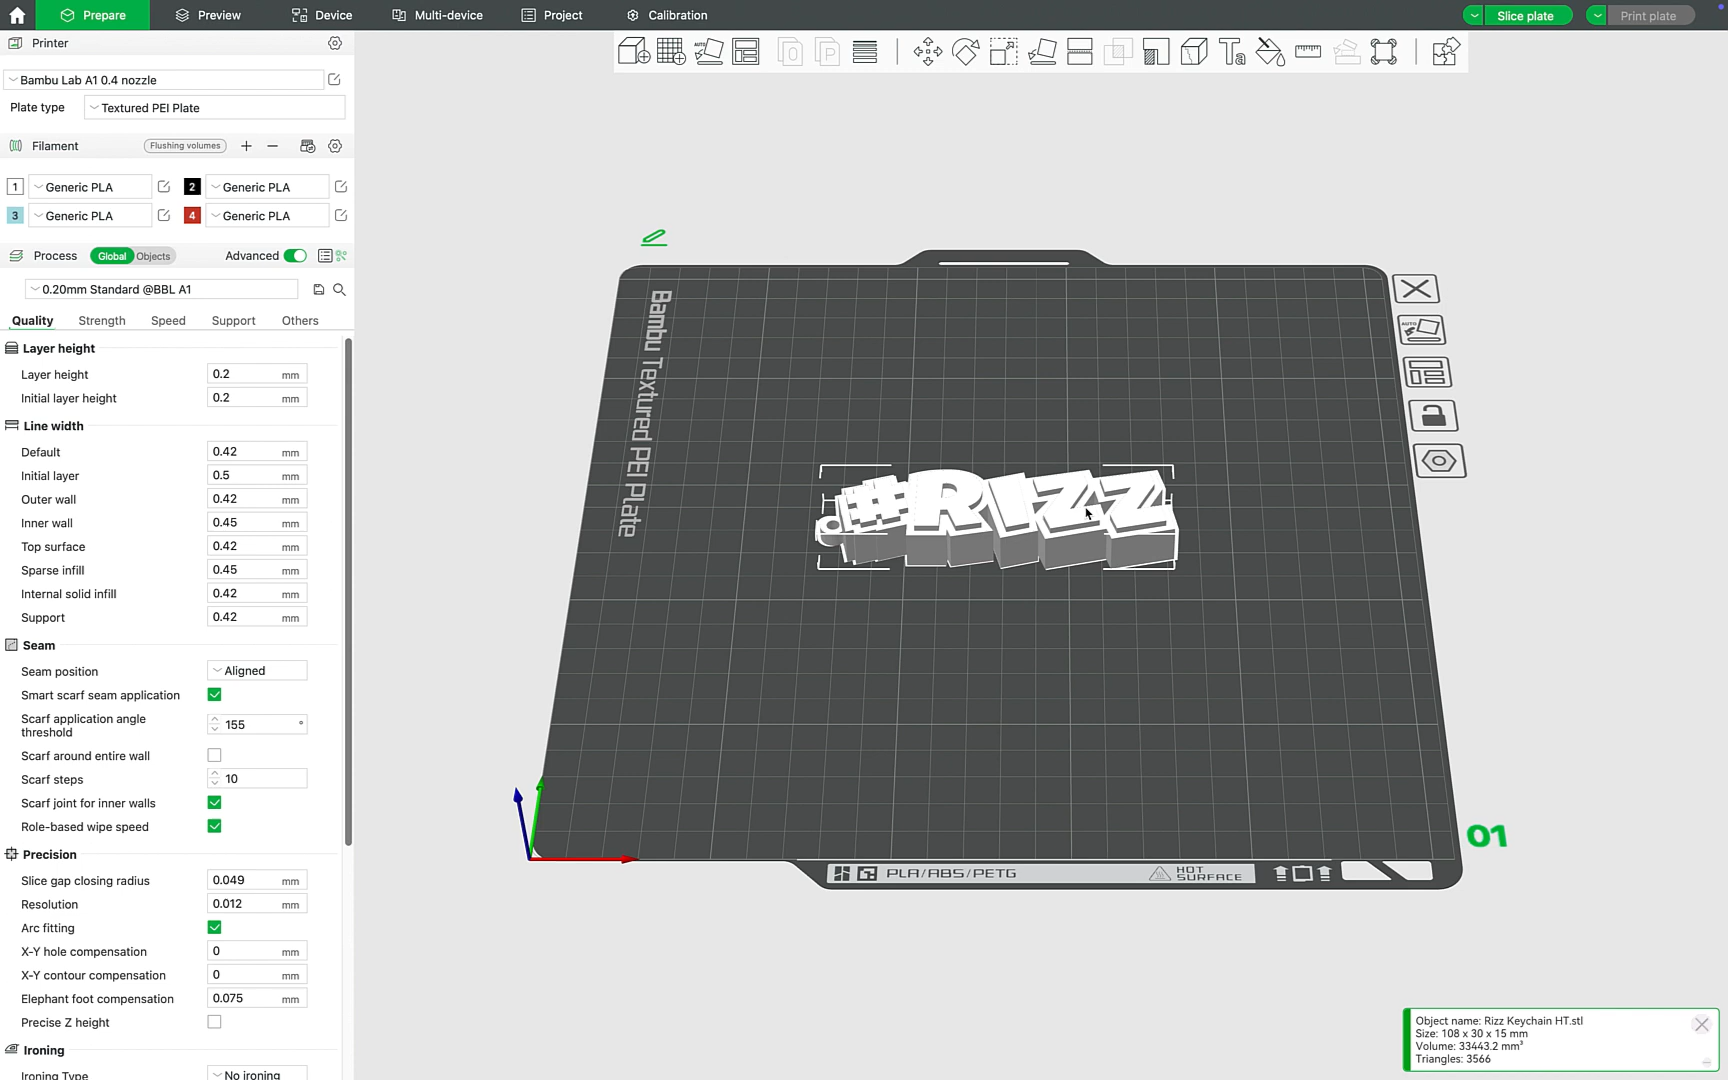 Prepare Preview Device Multi-device Project Calibration Slice plate Print plate
Printer
Bambu Lab A1 0.4 nozzle
Plate type Textured PEI Plate
Filament Flushing volumes
1 Generic PLA 2 Generic PLA
3 Generic PLA 4 Generic PLA
Process Global Objects Advanced
0.20mm Standard @BBL A1
Quality Strength Speed Support Others
Layer height
Layer height 0.2 mm
Initial layer height 0.2 mm
Line width
Default 0.42 mm
Initial layer 0.5 mm
Outer wall 0.42 mm
Inner wall 0.45 mm
Top surface 0.42 mm
Sparse infill 0.45 mm
Internal solid infill 0.42 mm
Support 0.42 mm
Seam
Seam position Aligned
Smart scarf seam application
Scarf application angle
threshold 155 °
Scarf around entire wall
Scarf steps 10
Scarf joint for inner walls
Role-based wipe speed
Precision
Slice gap closing radius 0.049 mm
Resolution 0.012 mm
Arc fitting
X-Y hole compensation 0 mm
X-Y contour compensation 0 mm
Elephant foot compensation 0.075 mm
Precise Z height
Ironing
Ironing Type No ironing
AUTO
Bambu Textured PEI Plate
#RIZZ
AUTO
01
PLA/ABS/PETG
HOT
SURFACE
Object name: Rizz Keychain HT.stl
Size: 108 x 30 x 15 mm
Volume: 33443.2 mm³
Triangles: 3566